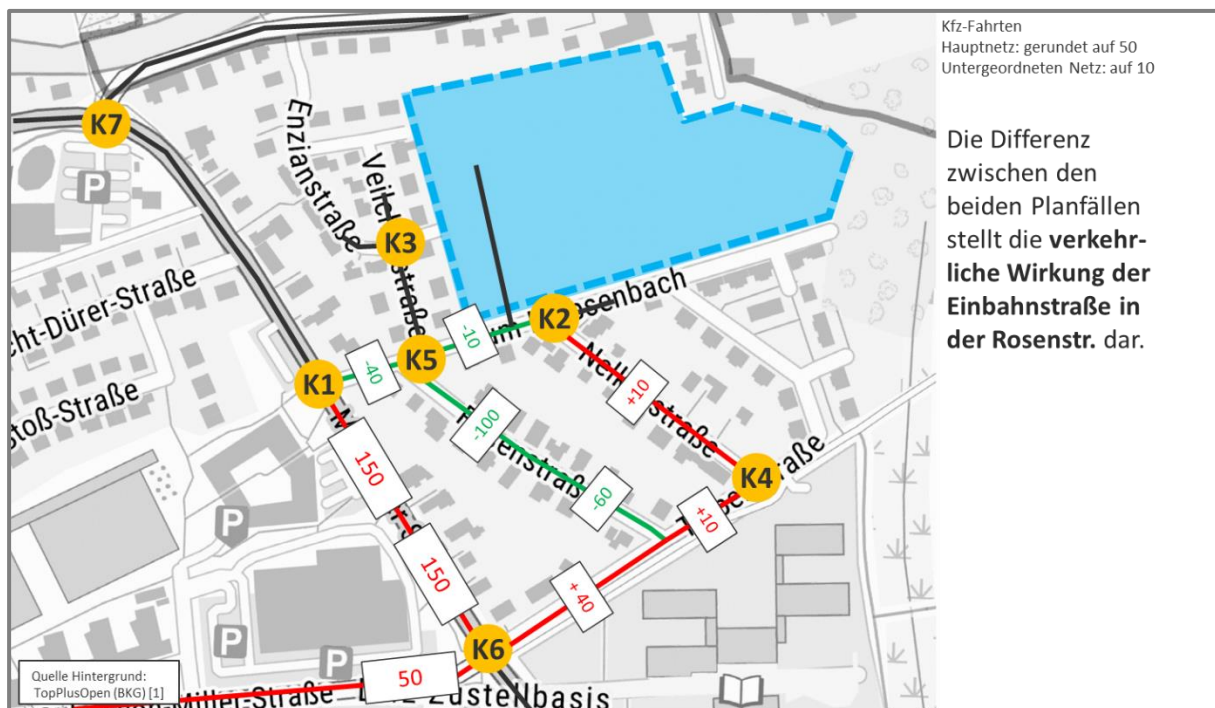 Kfz-Fahrten
Hauptnetz: gerundet auf 50
Untergeordneten Netz: auf 10
Die Differenz
zwischen den
beiden Planfällen
stellt die verkehr-
liche Wirkung der
Einbahnstraße in
der Rosenstr. dar.
K7
P
Enzianstraße
K3
K2
-10
K5
-40
K1
+10
-100
K4
-60
+10
150
150
+40
P
P
P
K6
50
Zustellbasis
Quelle Hintergrund:
TopPlusOpen (BKG) [1]